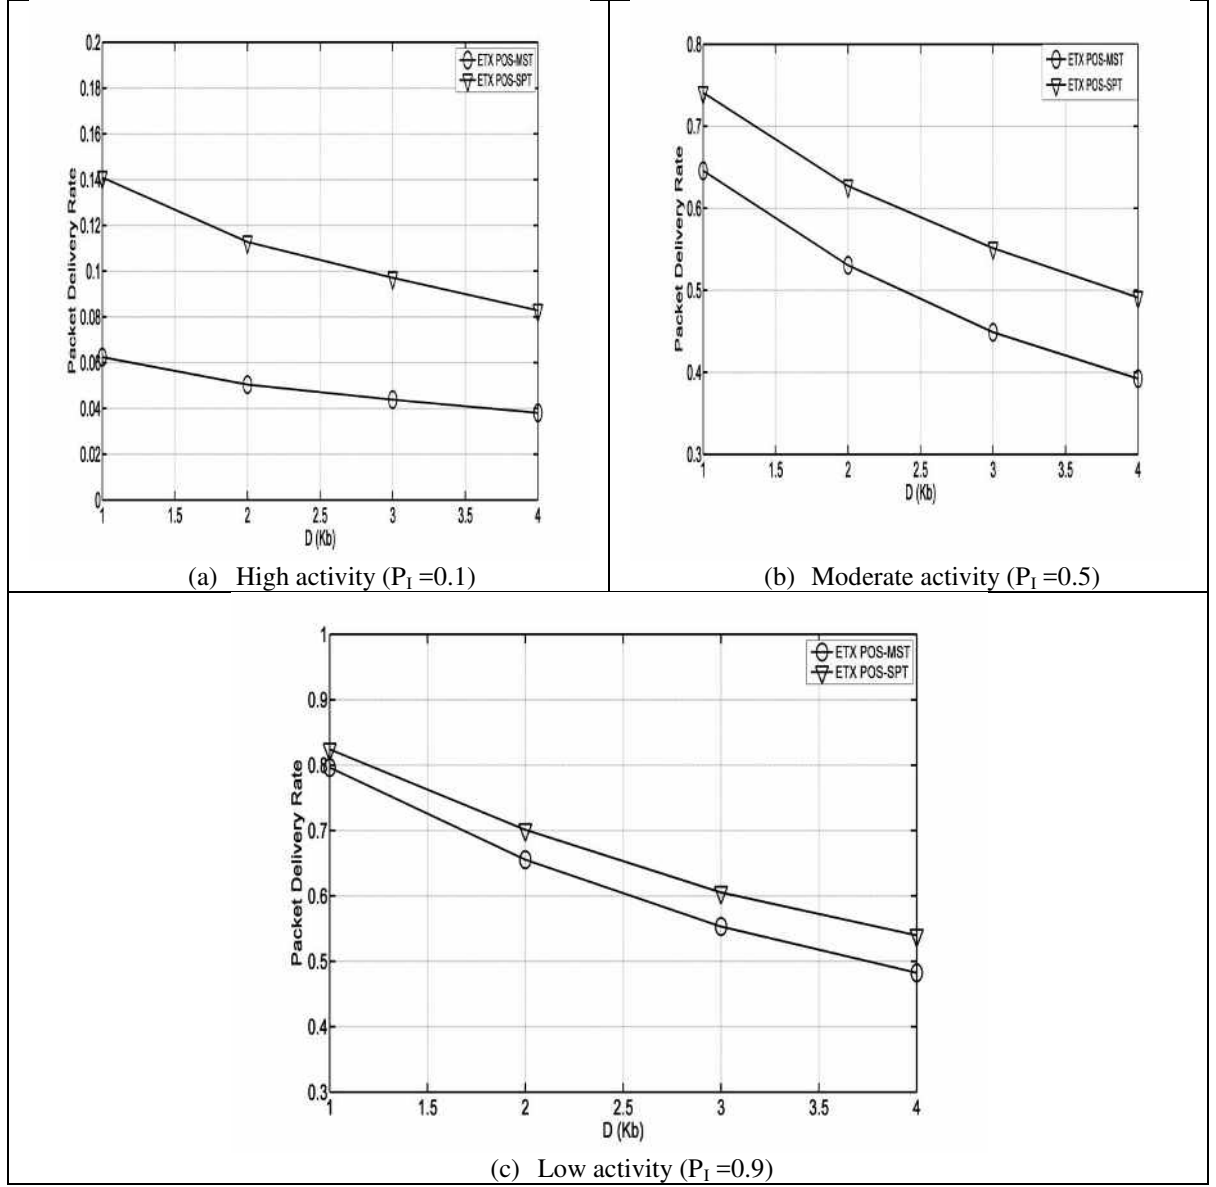 0.2
ETX POS-MST
ETX POS-SPT
0.18
0.16
0.14
0.12
0.1
0.08
0.06
0.04
0.02
0
Packet Delivery Rate
1 1.5 2 2.5 3 3.5 4
D (Kb)
(a) High activity (P_I =0.1)
0.8
ETX POS-MST
ETX POS-SPT
0.7
0.6
0.5
0.4
0.3
Packet Delivery Rate
1 1.5 2 2.5 3 3.5 4
D (Kb)
(b) Moderate activity (P_I =0.5)
1
ETX POS-MST
ETX POS-SPT
0.9
0.8
0.7
0.6
0.5
0.4
0.3
Packet Delivery Rate
1 1.5 2 2.5 3 3.5 4
D (Kb)
(c) Low activity (P_I =0.9)